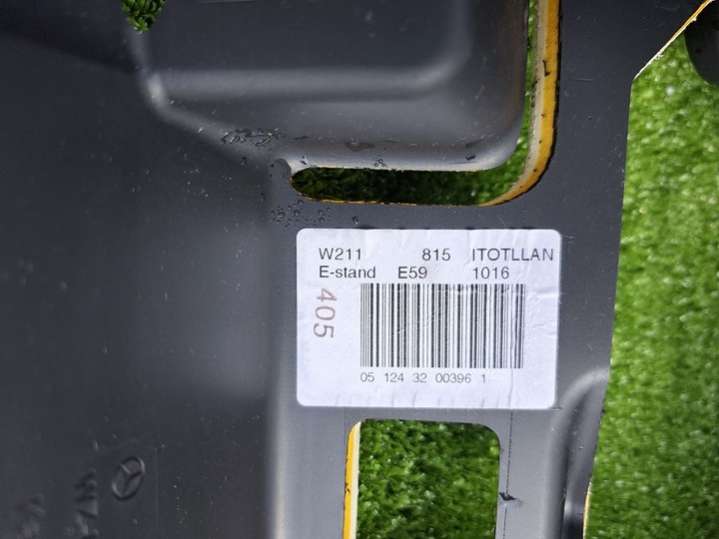 W211 815 ITOTLLAN
E-stand E59 1016
405
05 124 32 00396 1